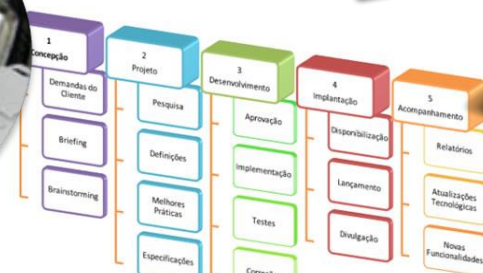 1
Concepção
Demandas do
Cliente
Briefing
Brainstorming
2
Projeto
Pesquisa
Definições
Melhores
Práticas
Especificações
3
Desenvolvimento
Aprovação
Implementação
Testes
4
Implantação
Disponibilização
Lançamento
Divulgação
5
Acompanhamento
Relatórios
Atualizações
Tecnológicas
Novas
Funcionalidades